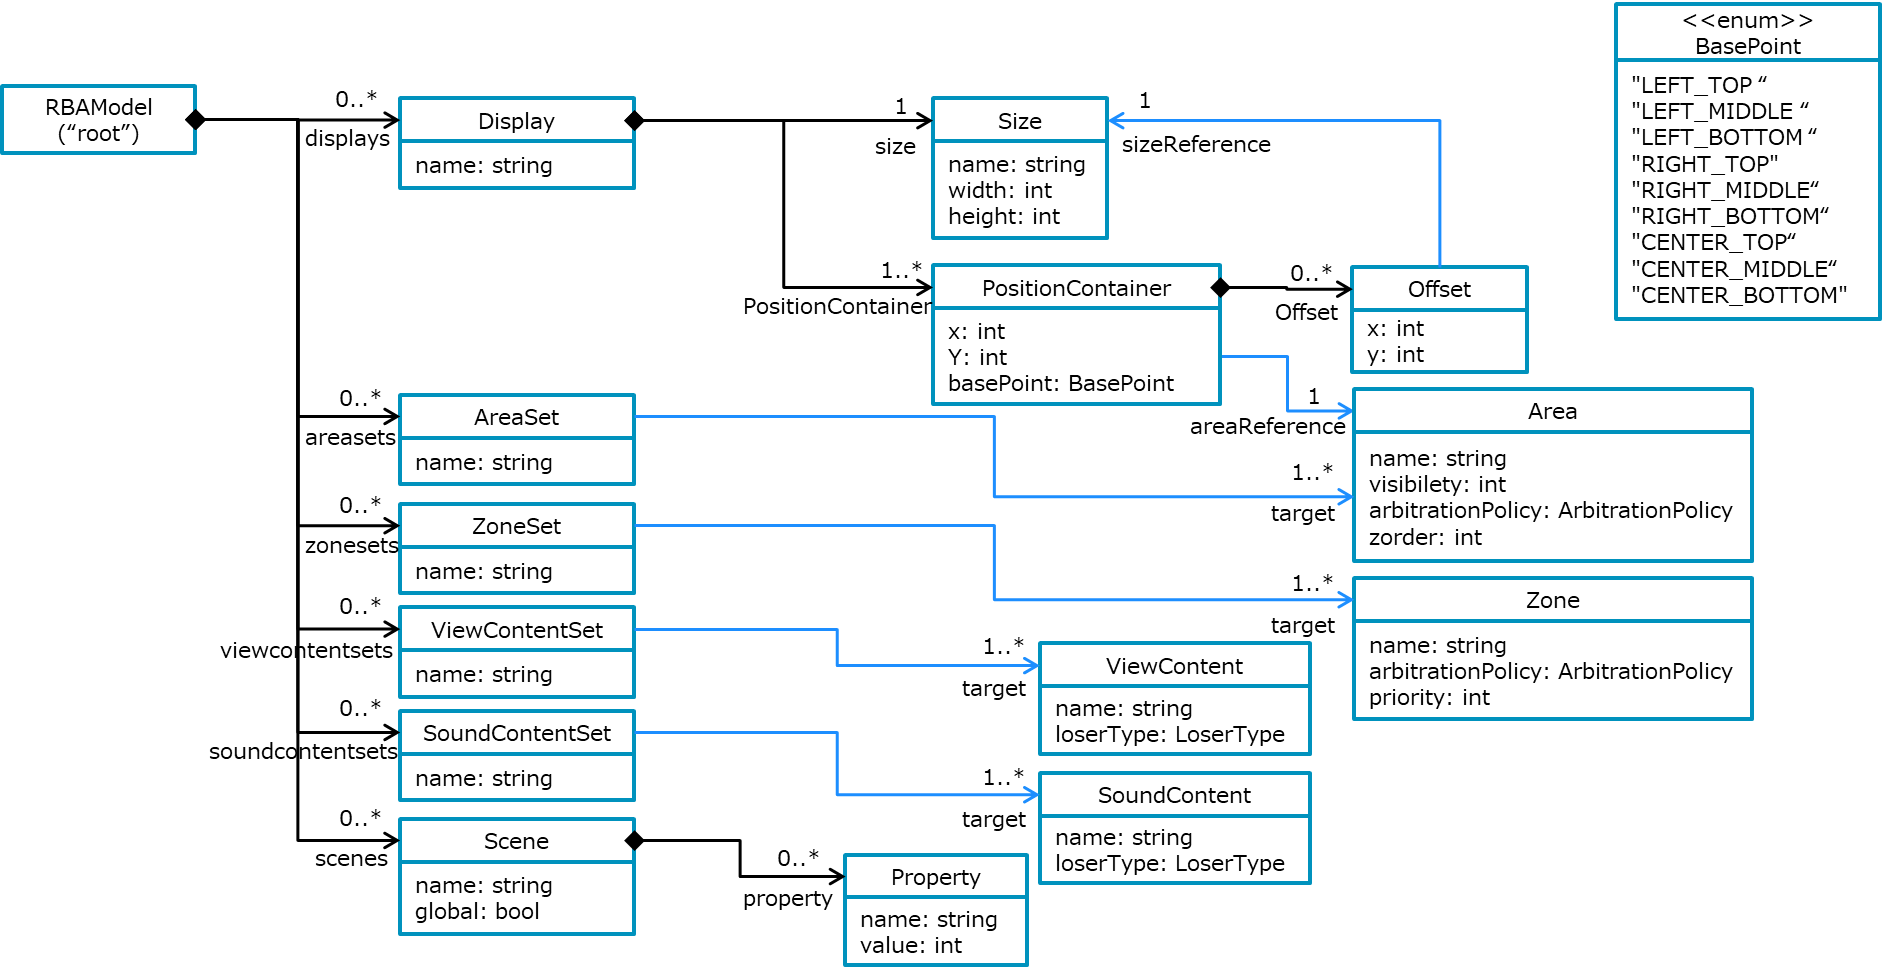 <<enum>>
BasePoint
"LEFT_TOP “
"LEFT_MIDDLE “
"LEFT_BOTTOM “
"RIGHT_TOP"
"RIGHT_MIDDLE“
"RIGHT_BOTTOM“
"CENTER_TOP“
"CENTER_MIDDLE“
"CENTER_BOTTOM"
RBAModel
(“root”)
0..*
displays
Display
name: string
1
size
Size
name: string
width: int
height: int
1
sizeReference
1..*
PositionContainer
PositionContainer
x: int
Y: int
basePoint: BasePoint
0..*
Offset
Offset
x: int
y: int
1
areaReference
Area
name: string
visibilety: int
arbitrationPolicy: ArbitrationPolicy
zorder: int
0..*
areasets
AreaSet
name: string
1..*
target
0..*
zonesets
ZoneSet
name: string
1..*
target
Zone
name: string
arbitrationPolicy: ArbitrationPolicy
priority: int
0..*
viewcontentsets
ViewContentSet
name: string
1..*
target
ViewContent
name: string
loserType: LoserType
0..*
soundcontentsets
SoundContentSet
name: string
1..*
target
SoundContent
name: string
loserType: LoserType
0..*
scenes
Scene
name: string
global: bool
0..*
property
Property
name: string
value: int